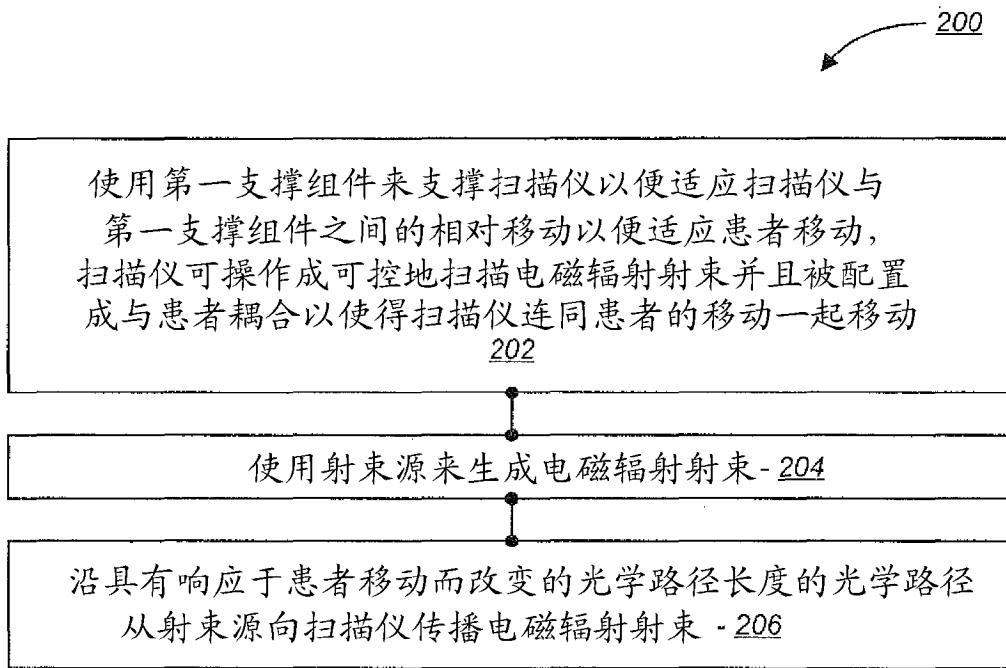 200
使用第一支撑组件来支撑扫描仪以便适应扫描仪与
第一支撑组件之间的相对移动以便适应患者移动,
扫描仪可操作成可控地扫描电磁辐射射束并且被配置
成与患者耦合以使得扫描仪连同患者的移动一起移动
202
使用射束源来生成电磁辐射射束-204
沿具有响应于患者移动而改变的光学路径长度的光学路径
从射束源向扫描仪传播电磁辐射射束 -206